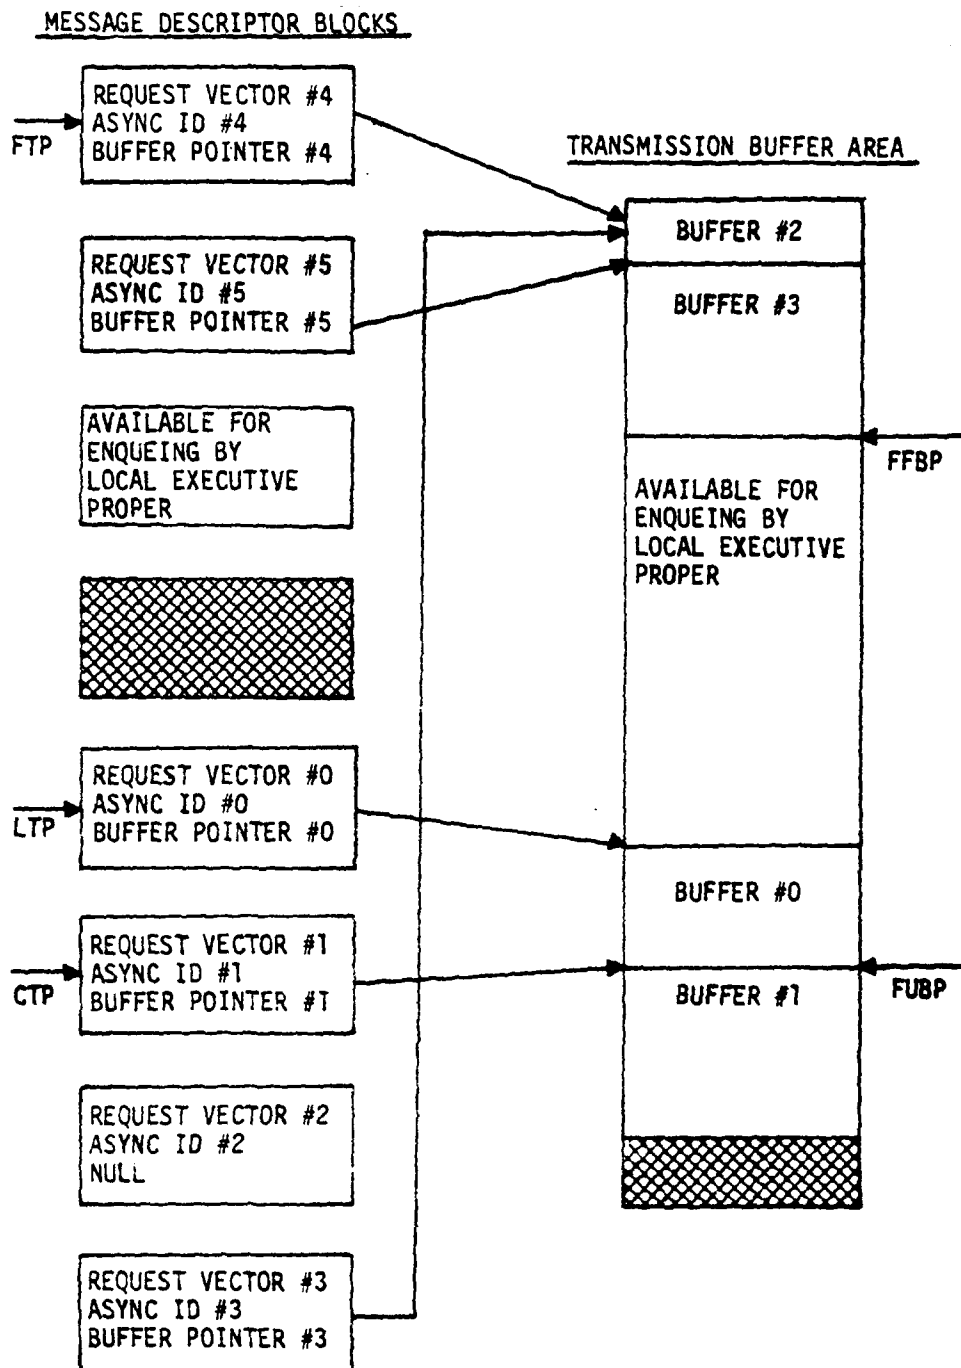 MESSAGE DESCRIPTOR BLOCKS
FTP
REQUEST VECTOR #4
ASYNC ID #4
BUFFER POINTER #4
REQUEST VECTOR #5
ASYNC ID #5
BUFFER POINTER #5
AVAILABLE FOR
ENQUEING BY
LOCAL EXECUTIVE
PROPER
LTP
REQUEST VECTOR #0
ASYNC ID #0
BUFFER POINTER #0
CTP
REQUEST VECTOR #1
ASYNC ID #1
BUFFER POINTER #1
REQUEST VECTOR #2
ASYNC ID #2
NULL
REQUEST VECTOR #3
ASYNC ID #3
BUFFER POINTER #3
TRANSMISSION BUFFER AREA
BUFFER #2
BUFFER #3
FFBP
AVAILABLE FOR
ENQUEING BY
LOCAL EXECUTIVE
PROPER
BUFFER #0
BUFFER #1
FUBP